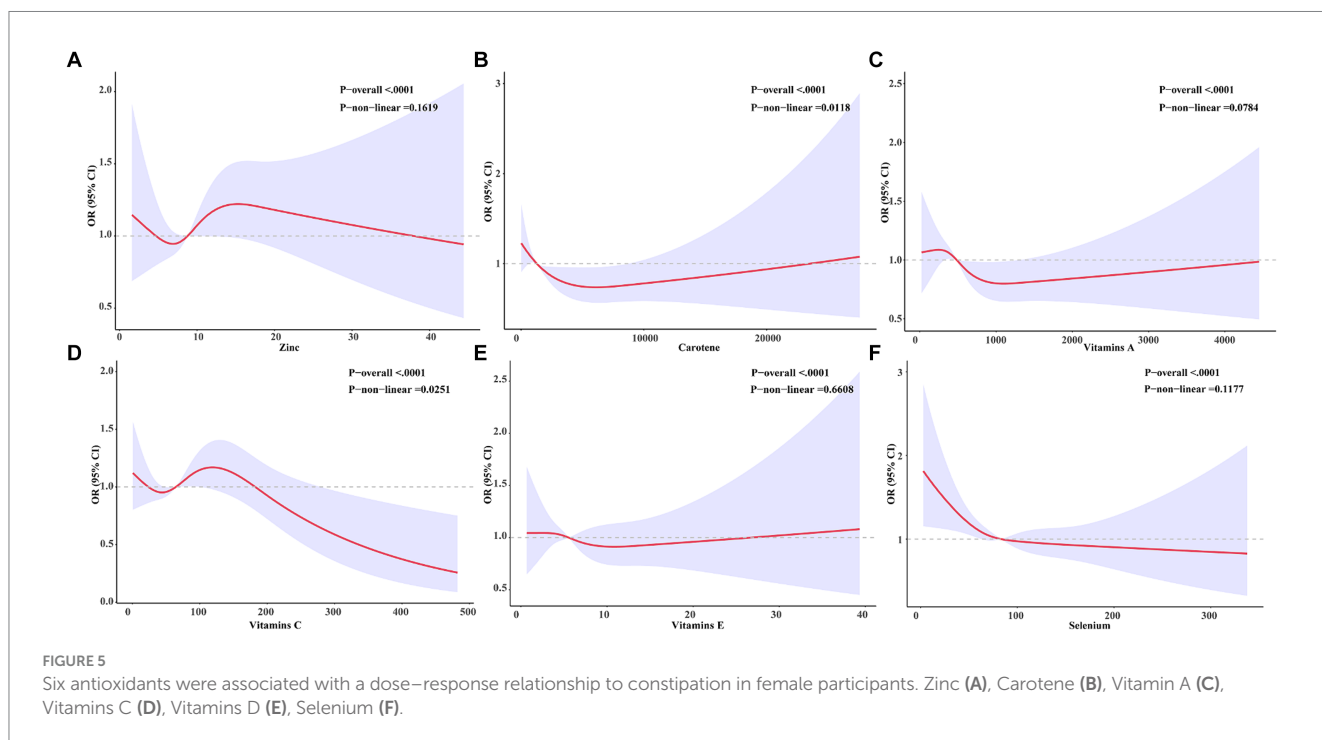 A
P−overall <.0001
P−non−linear =0.1619
2.0
1.5
1.0
0.5
OR (95% CI)
0 10 20 30 40
Zinc
B
P−overall <.0001
P−non−linear =0.0118
3
2
1
OR (95% CI)
0 10000 20000
Carotene
C
P−overall <.0001
P−non−linear =0.0784
2.5
2.0
1.5
1.0
0.5
OR (95% CI)
0 1000 2000 3000 4000
Vitamins A
D
P−overall <.0001
P−non−linear =0.0251
2.0
1.5
1.0
0.5
0.0
OR (95% CI)
0 100 200 300 400 500
Vitamins C
E
P−overall <.0001
P−non−linear =0.6608
2.5
2.0
1.5
1.0
0.5
OR (95% CI)
0 10 20 30 40
Vitamins E
F
P−overall <.0001
P−non−linear =0.1177
3
2
1
OR (95% CI)
0 100 200 300
Selenium
FIGURE 5
Six antioxidants were associated with a dose–response relationship to constipation in female participants. Zinc (A), Carotene (B), Vitamin A (C),
Vitamins C (D), Vitamins D (E), Selenium (F).